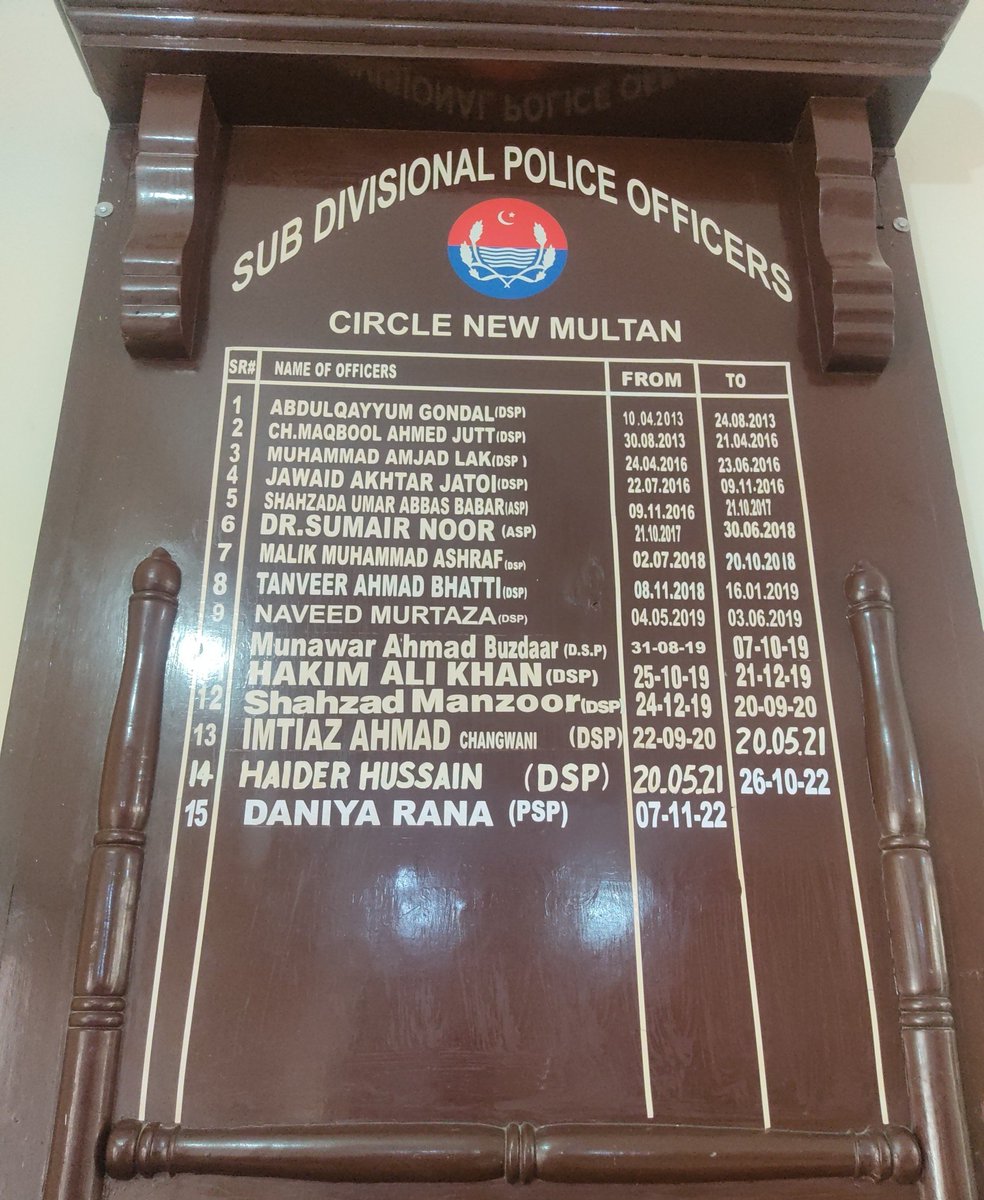 SUB DIVISIONAL POLICE OFFICERS
CIRCLE NEW MULTAN
SR# NAME OF OFFICERS FROM TO
1 ABDULQAYYUM GONDAL(DSP) 10.04.2013 24.08.2013
2 CH.MAQBOOL AHMED JUTT(DSP) 30.08.2013 21.04.2016
3 MUHAMMAD AMJAD LAK(DSP ) 24.04.2016 23.06.2016
4 JAWAID AKHTAR JATOI(DSP) 22.07.2016 09.11.2016
5 SHAHZADA UMAR ABBAS BABAR(ASP) 09.11.2016 21.10.2017
6 DR.SUMAIR NOOR (ASP) 21.10.2017 30.06.2018
7 MALIK MUHAMMAD ASHRAF(DSP) 02.07.2018 20.10.2018
8 TANVEER AHMAD BHATTI(DSP) 08.11.2018 16.01.2019
9 NAVEED MURTAZA(DSP) 04.05.2019 03.06.2019
Munawar Ahmad Buzdaar (D.S.P) 31-08-19 07-10-19
HAKIM ALI KHAN(DSP) 25-10-19 21-12-19
12 Shahzad Manzoor(DSP) 24-12-19 20-09-20
13 IMTIAZ AHMAD CHANGWANI (DSP) 22-09-20 20.05.21
14 HAIDER HUSSAIN (DSP) 20.05.21 26-10-22
15 DANIYA RANA (PSP) 07-11-22